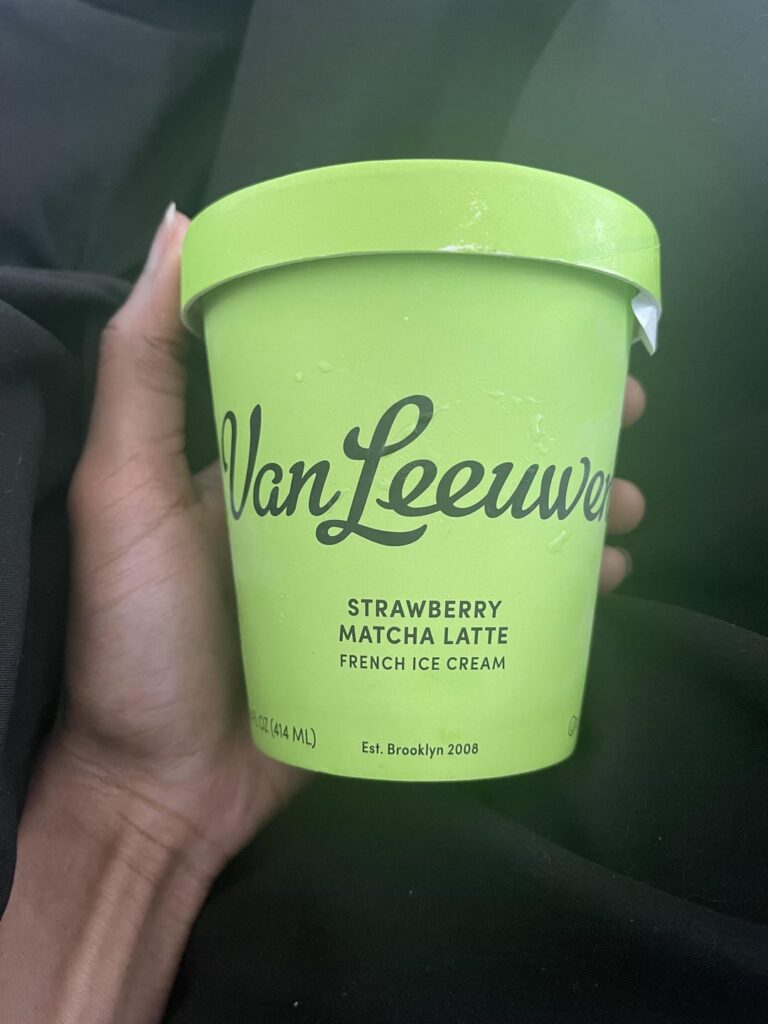 Van Leeuwen
STRAWBERRY
MATCHA LATTE
FRENCH ICE CREAM
OZ (414 ML)
Est. Brooklyn 2008